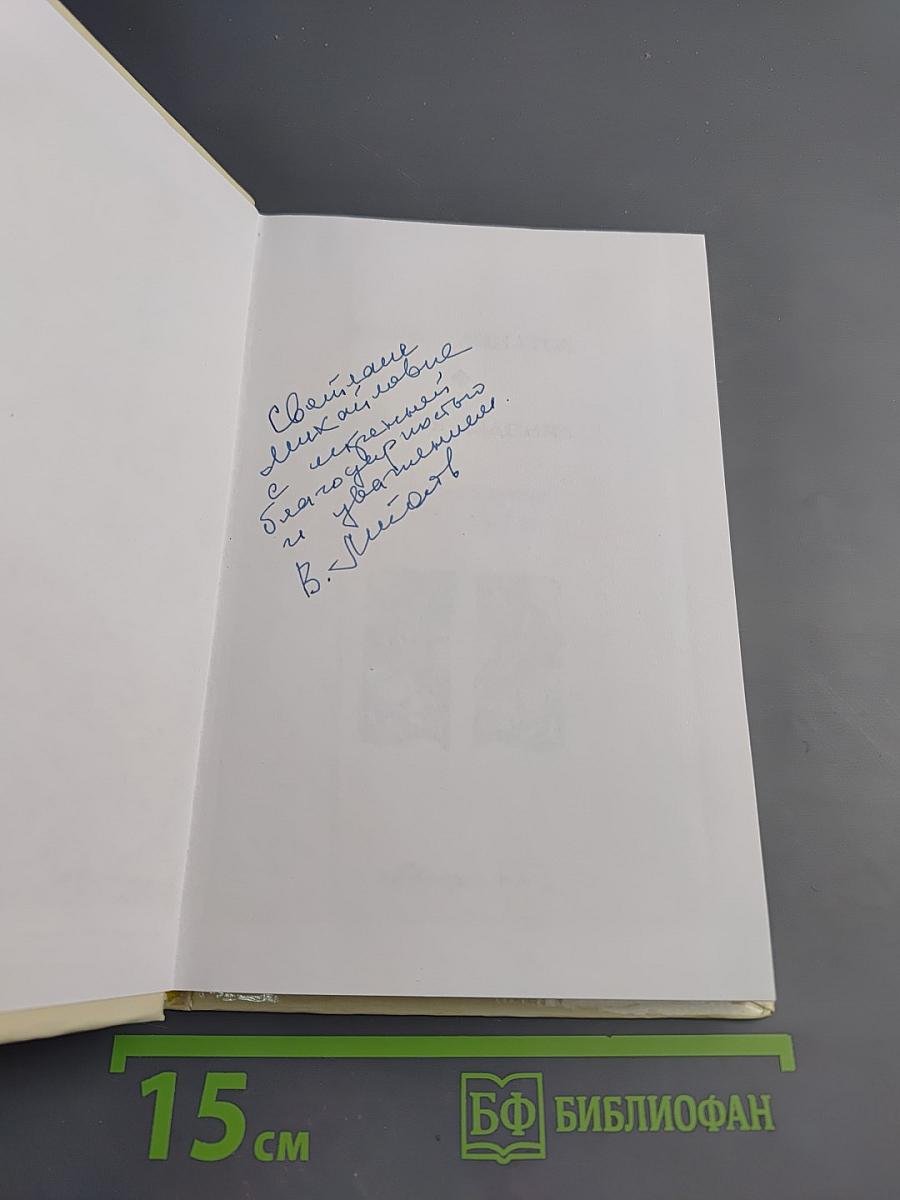 Светлане
Михайловне
с искренней
благодарностью
и уважением.
В.
15 см
БФ БИБЛИОФАН